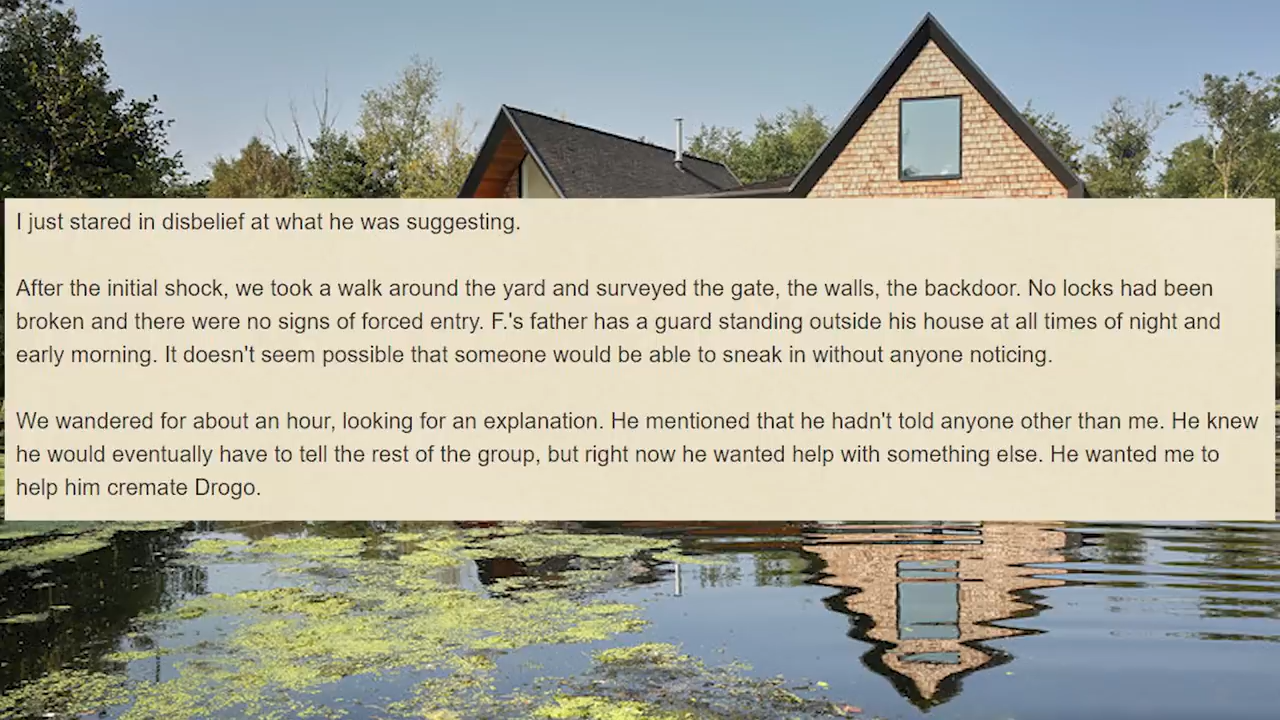 I just stared in disbelief at what he was suggesting.
After the initial shock, we took a walk around the yard and surveyed the gate, the walls, the backdoor. No locks had been
broken and there were no signs of forced entry. F.'s father has a guard standing outside his house at all times of night and
early morning. It doesn't seem possible that someone would be able to sneak in without anyone noticing.
We wandered for about an hour, looking for an explanation. He mentioned that he hadn't told anyone other than me. He knew
he would eventually have to tell the rest of the group, but right now he wanted help with something else. He wanted me to
help him cremate Drogo.